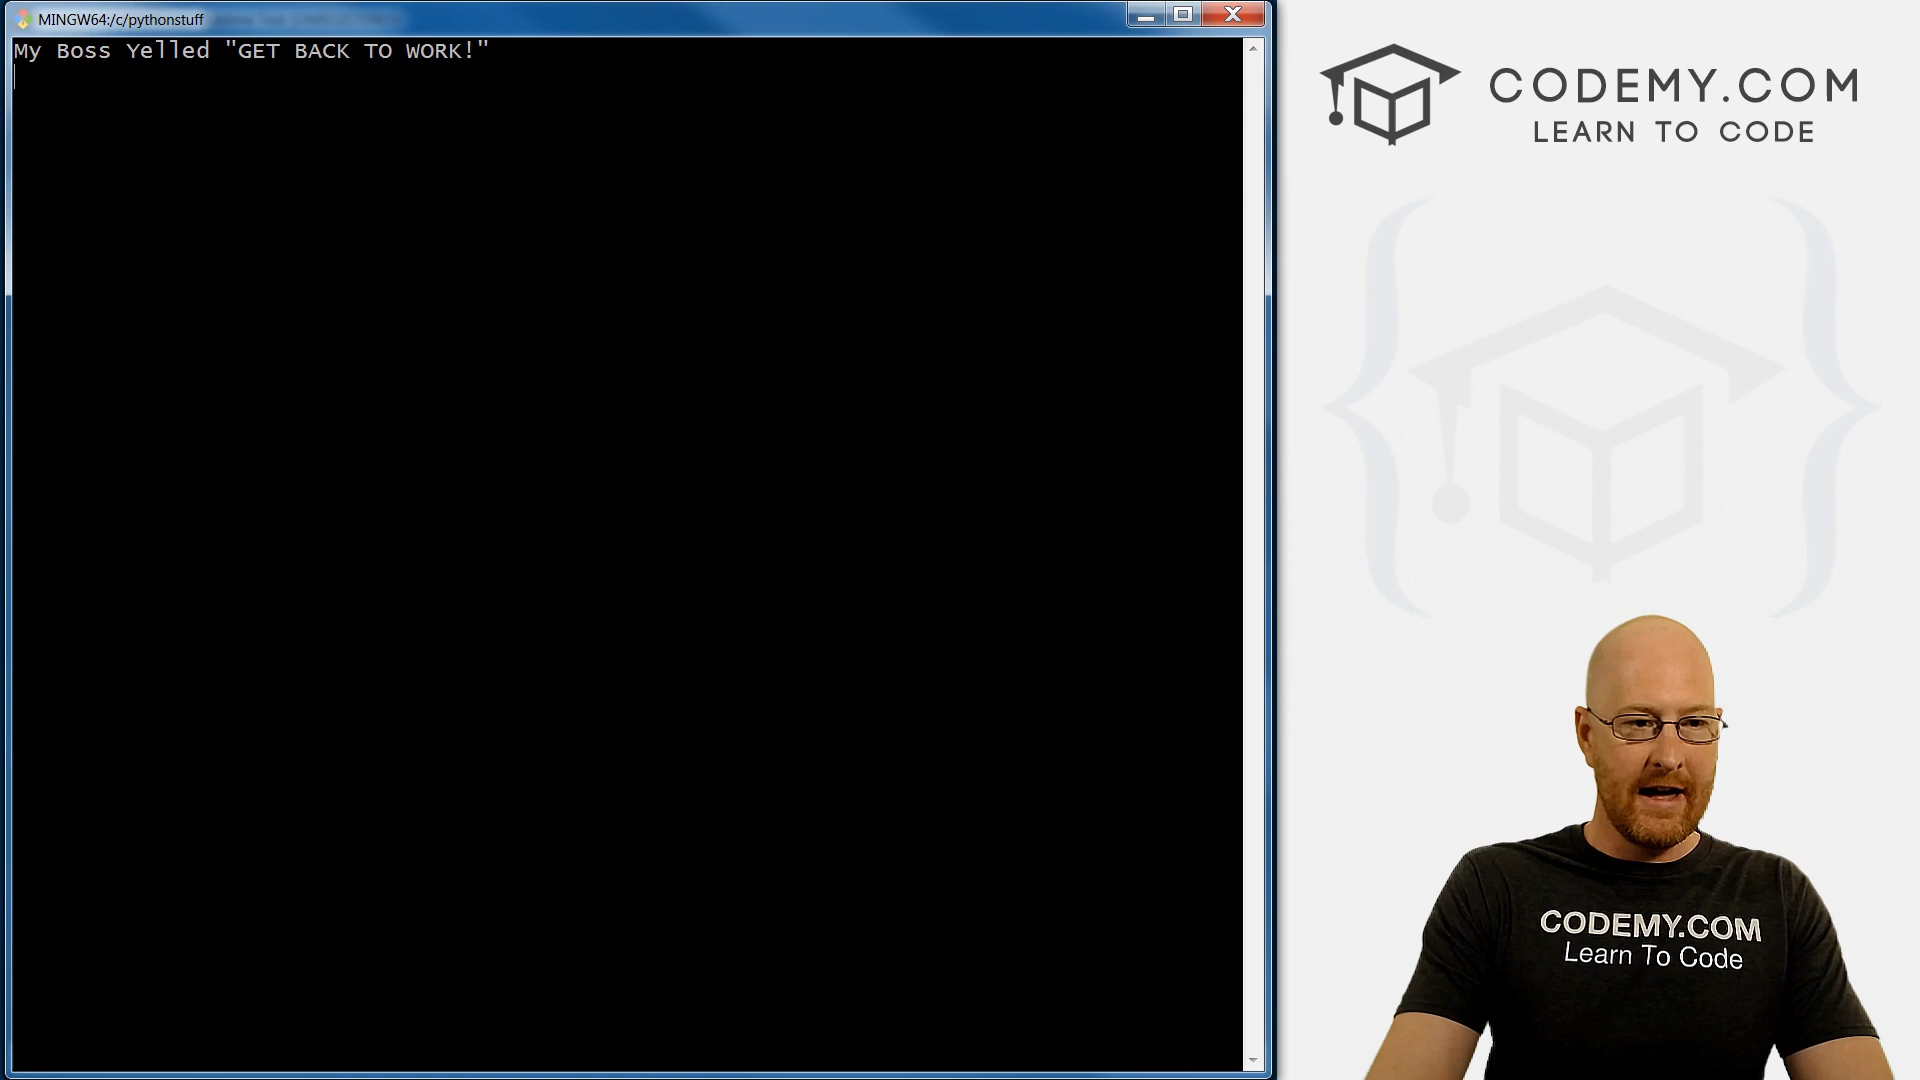 MINGW64:/c/pythonstuff
My Boss Yelled "GET BACK TO WORK!"
CODEMY.COM
LEARN TO CODE
CODEMY.COM
Learn To Code